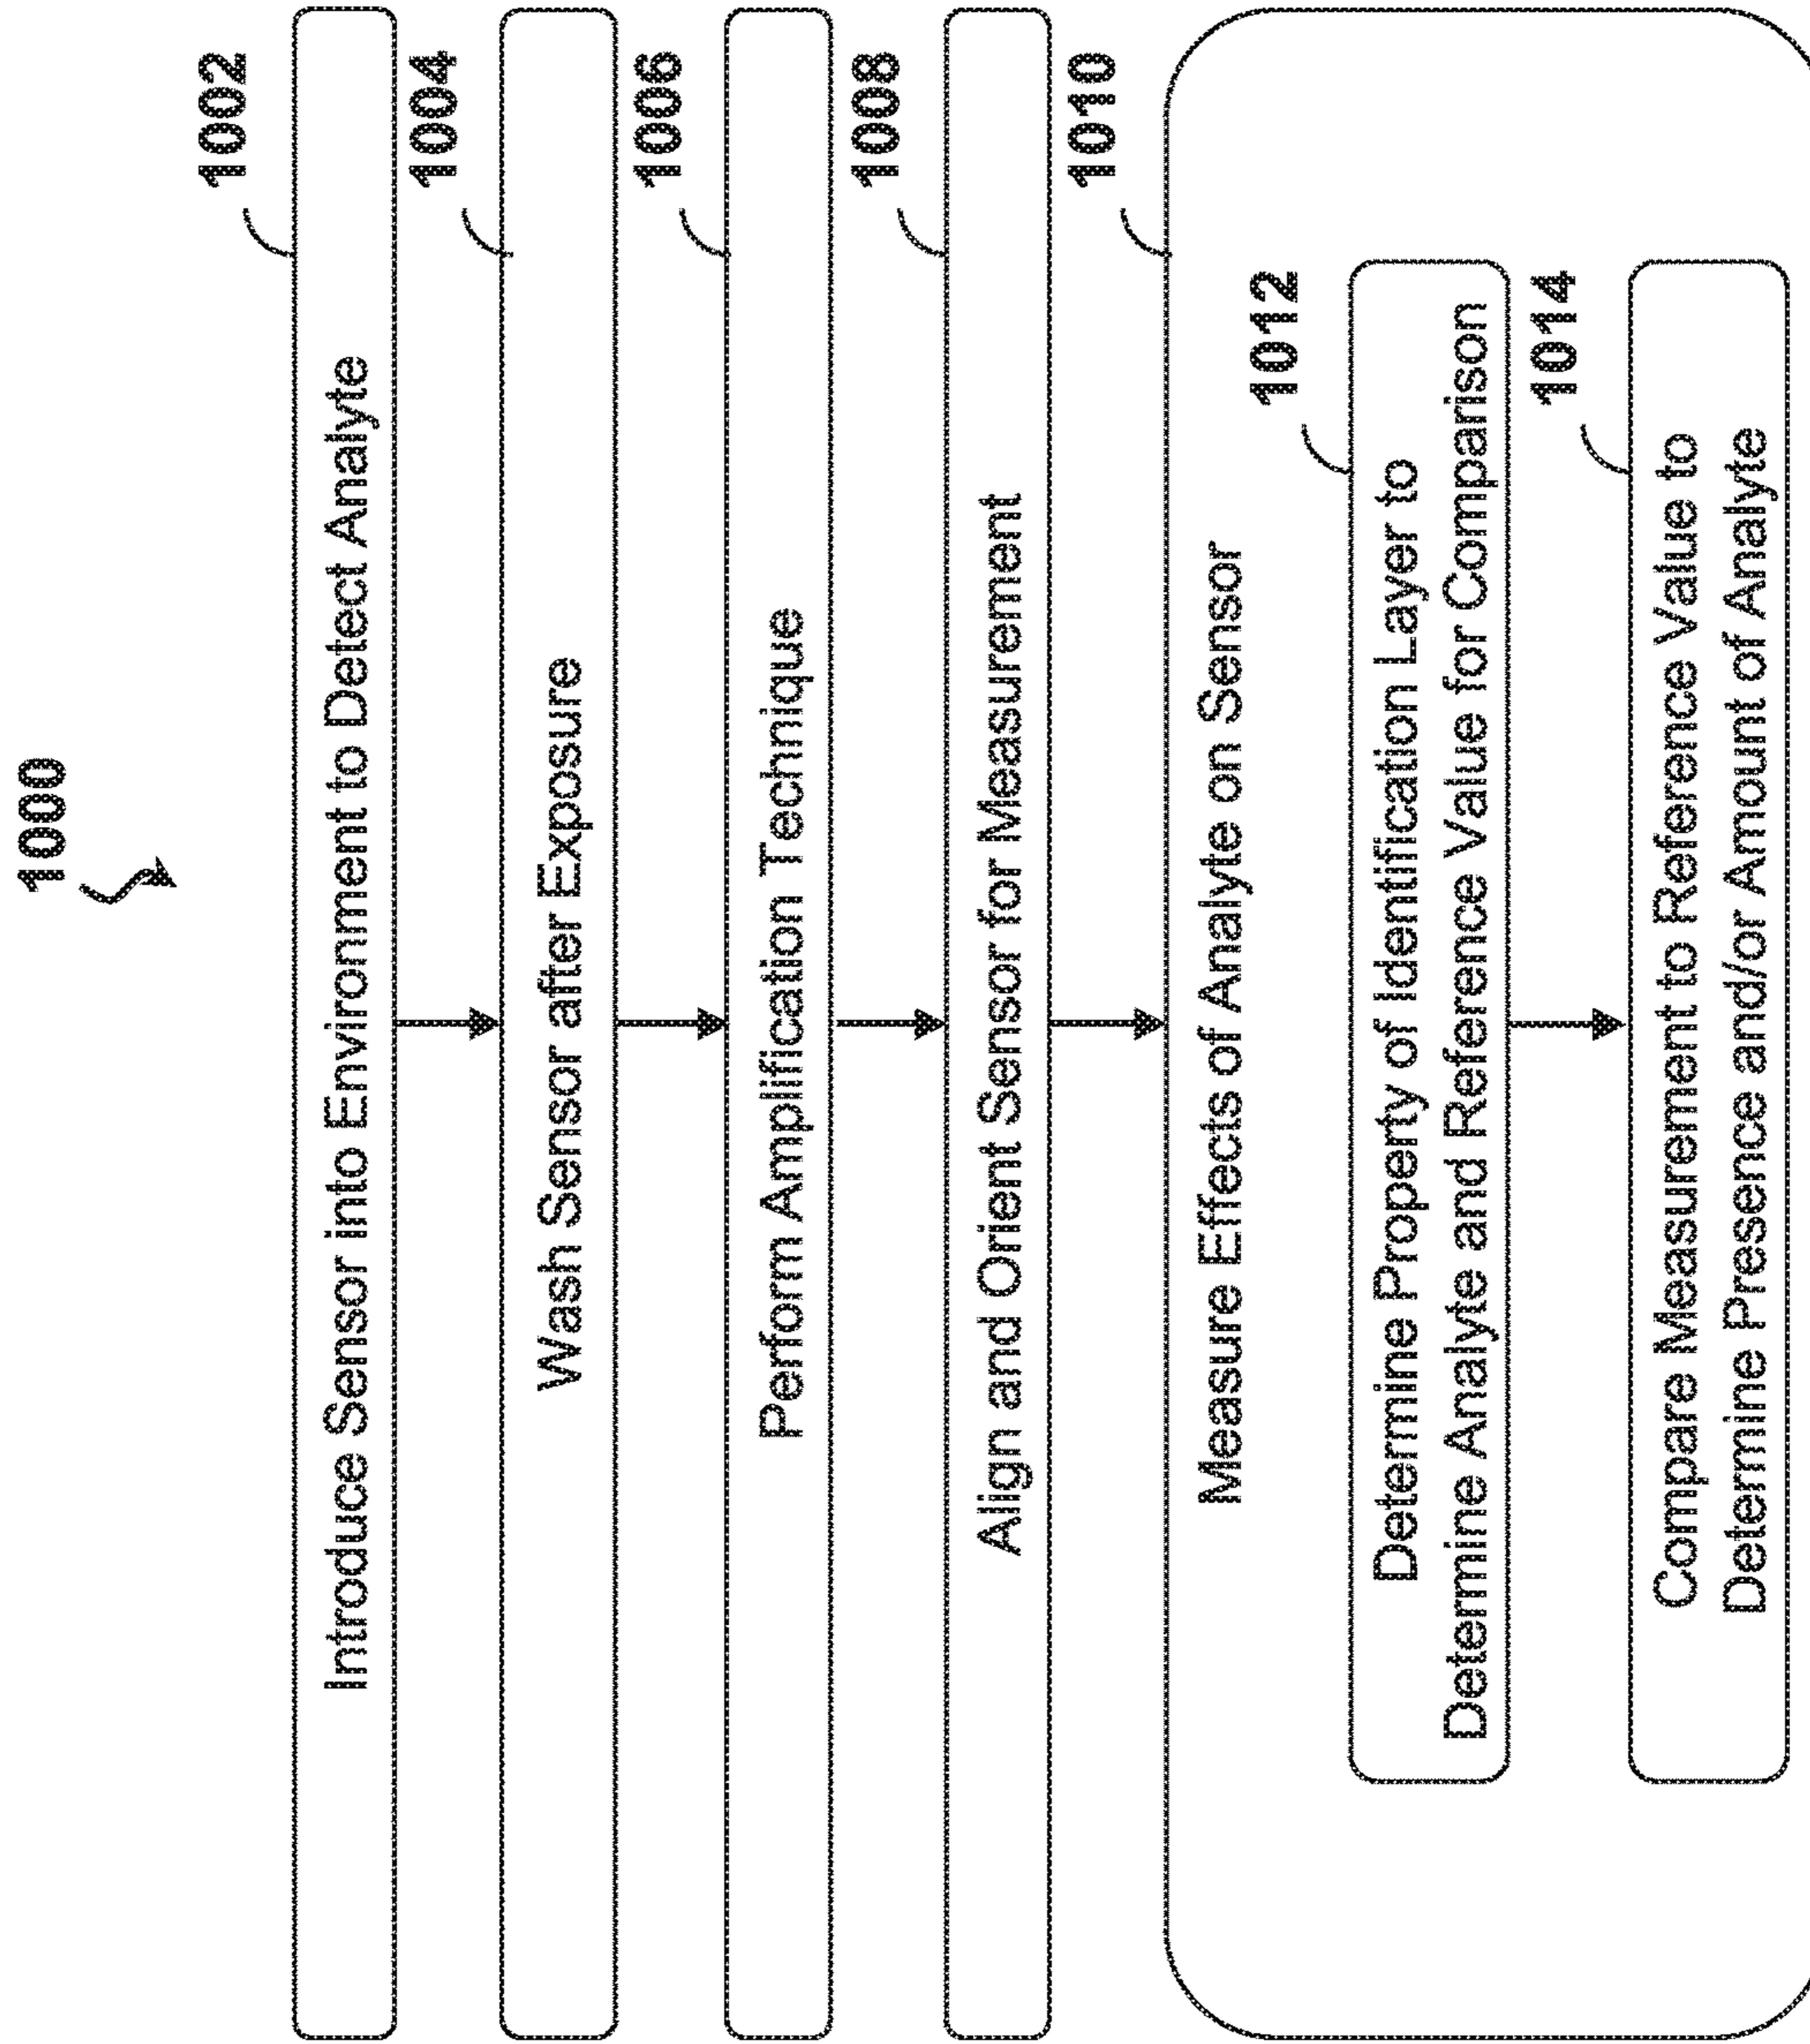 1000
1002
Introduce Sensor into Environment to Detect Analyte
1004
Wash Sensor after Exposure
1006
Perform Amplification Technique
1008
Align and Orient Sensor for Measurement
1010
Measure Effects of Analyte on Sensor
1012
Determine Property of Identification Layer to
Determine Analyte and Reference Value for Comparison
1014
Compare Measurement to Reference Value to
Determine Presence and/or Amount of Analyte